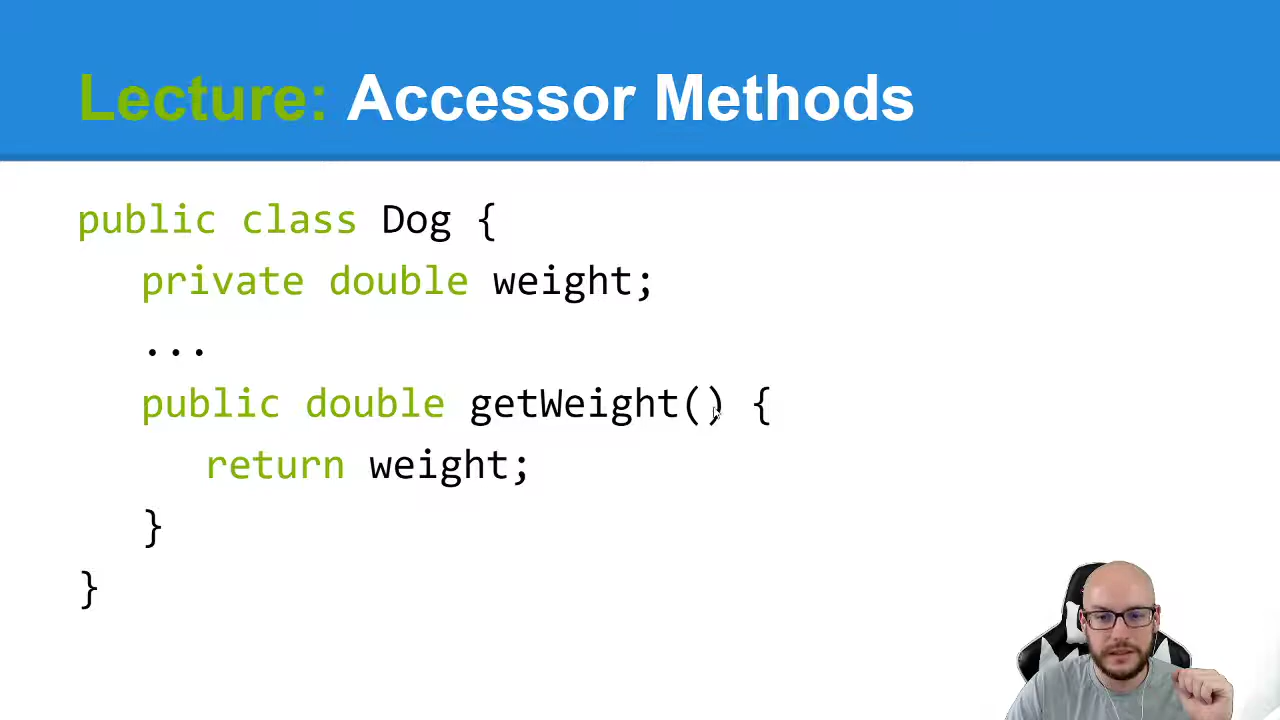 Lecture: Accessor Methods
public class Dog {
private double weight;
...
public double getWeight() {
return weight;
}
}